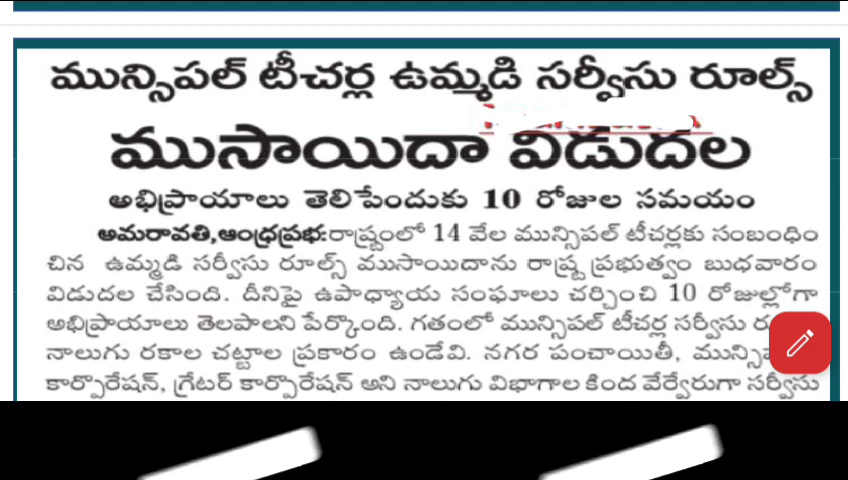 మున్సిపల్ టీచర్ల ఉమ్మడి సర్వీసు రూల్స్
ముసాయిదా విడుదల
అభిప్రాయాలు తెలిపేందుకు 10 రోజుల సమయం
అమరావతి,ఆంధ్రప్రభ:రాష్ట్రంలో 14 వేల మున్సిపల్ టీచర్లకు సంబంధిం
చిన ఉమ్మడి సర్వీసు రూల్స్ ముసాయిదాను రాష్ట్ర ప్రభుత్వం బుధవారం
విడుదల చేసింది. దీనిపై ఉపాధ్యాయ సంఘాలు చర్చించి 10 రోజుల్లోగా
అభిప్రాయాలు తెలపాలని పేర్కొంది. గతంలో మున్సిపల్ టీచర్ల సర్వీసు
నాలుగు రకాల చట్టాల ప్రకారం ఉండేవి. నగర పంచాయితీ,
కార్పొరేషన్, గ్రేటర్ కార్పొరేషన్ అని నాలుగు విభాగాల కింద వేర్వేరుగా సర్వీసు